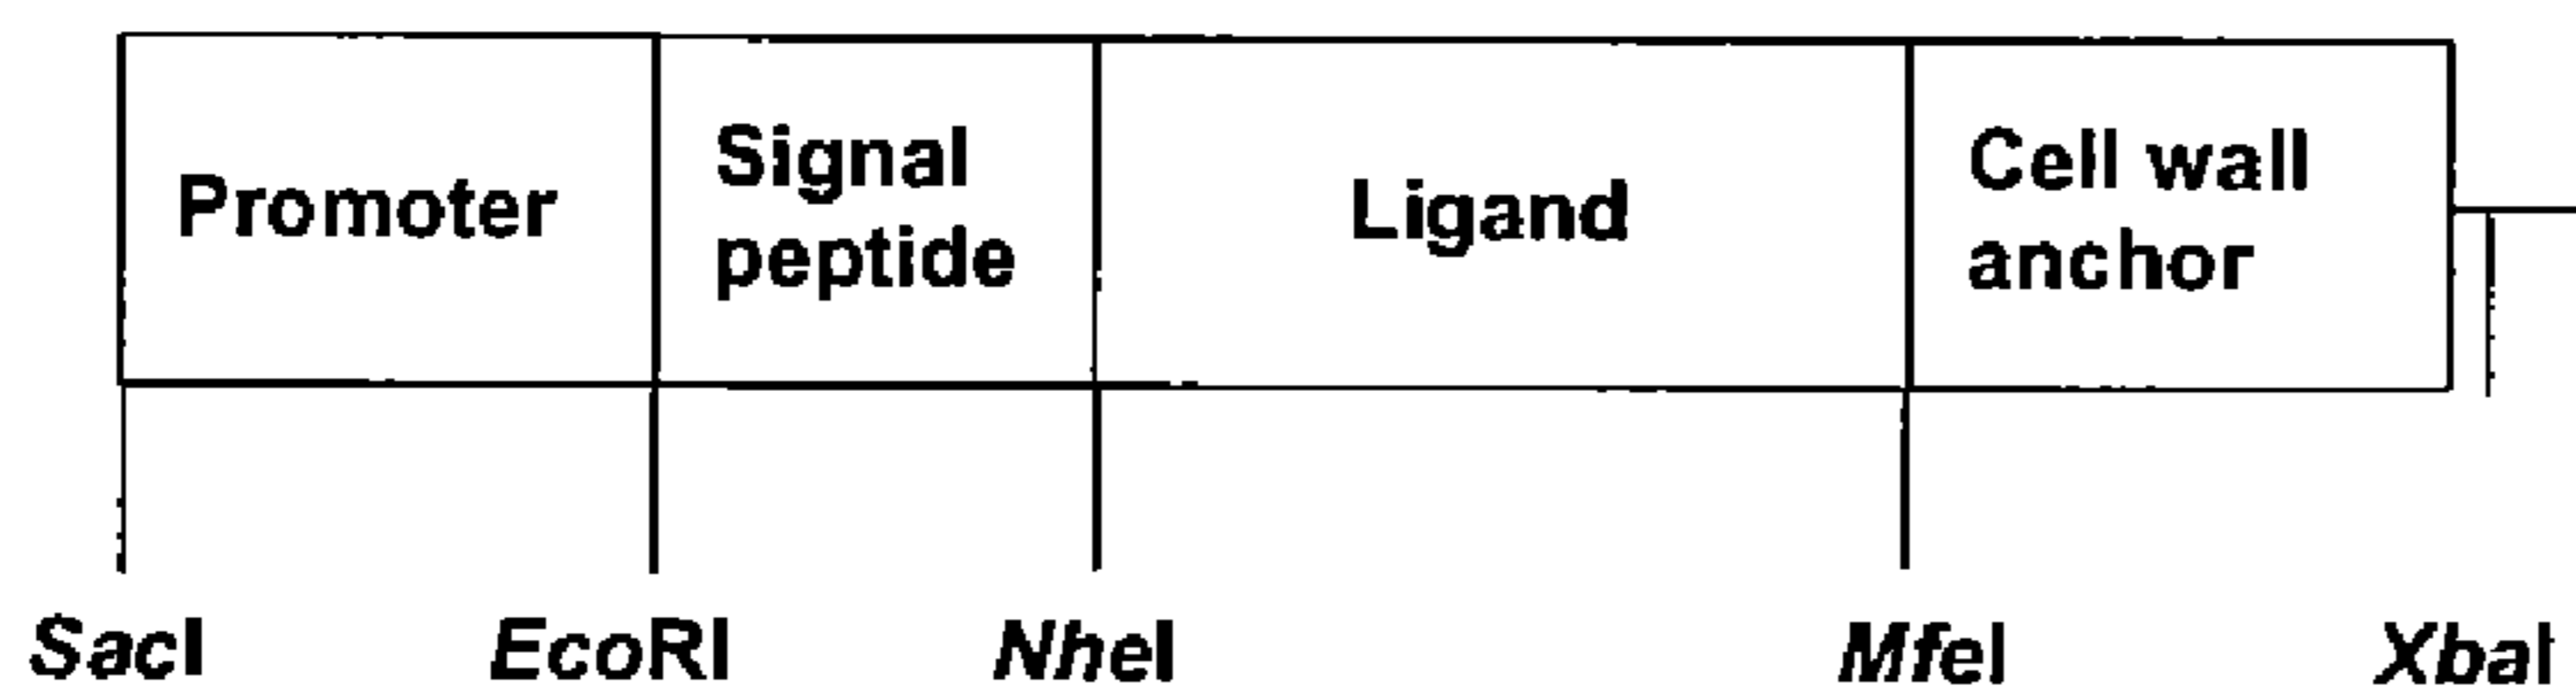 Promoter
Signal
peptide
Ligand
Cell wall
anchor
SacI
EcoRI
NheI
MfeI
XbaI